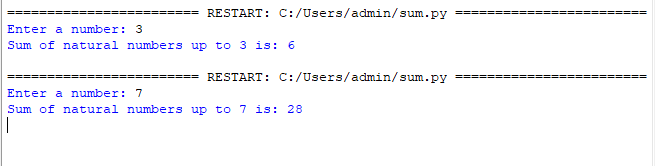 ======================== RESTART: C:/Users/admin/sum.py ========================
Enter a number: 3
Sum of natural numbers up to 3 is: 6
======================== RESTART: C:/Users/admin/sum.py ========================
Enter a number: 7
Sum of natural numbers up to 7 is: 28